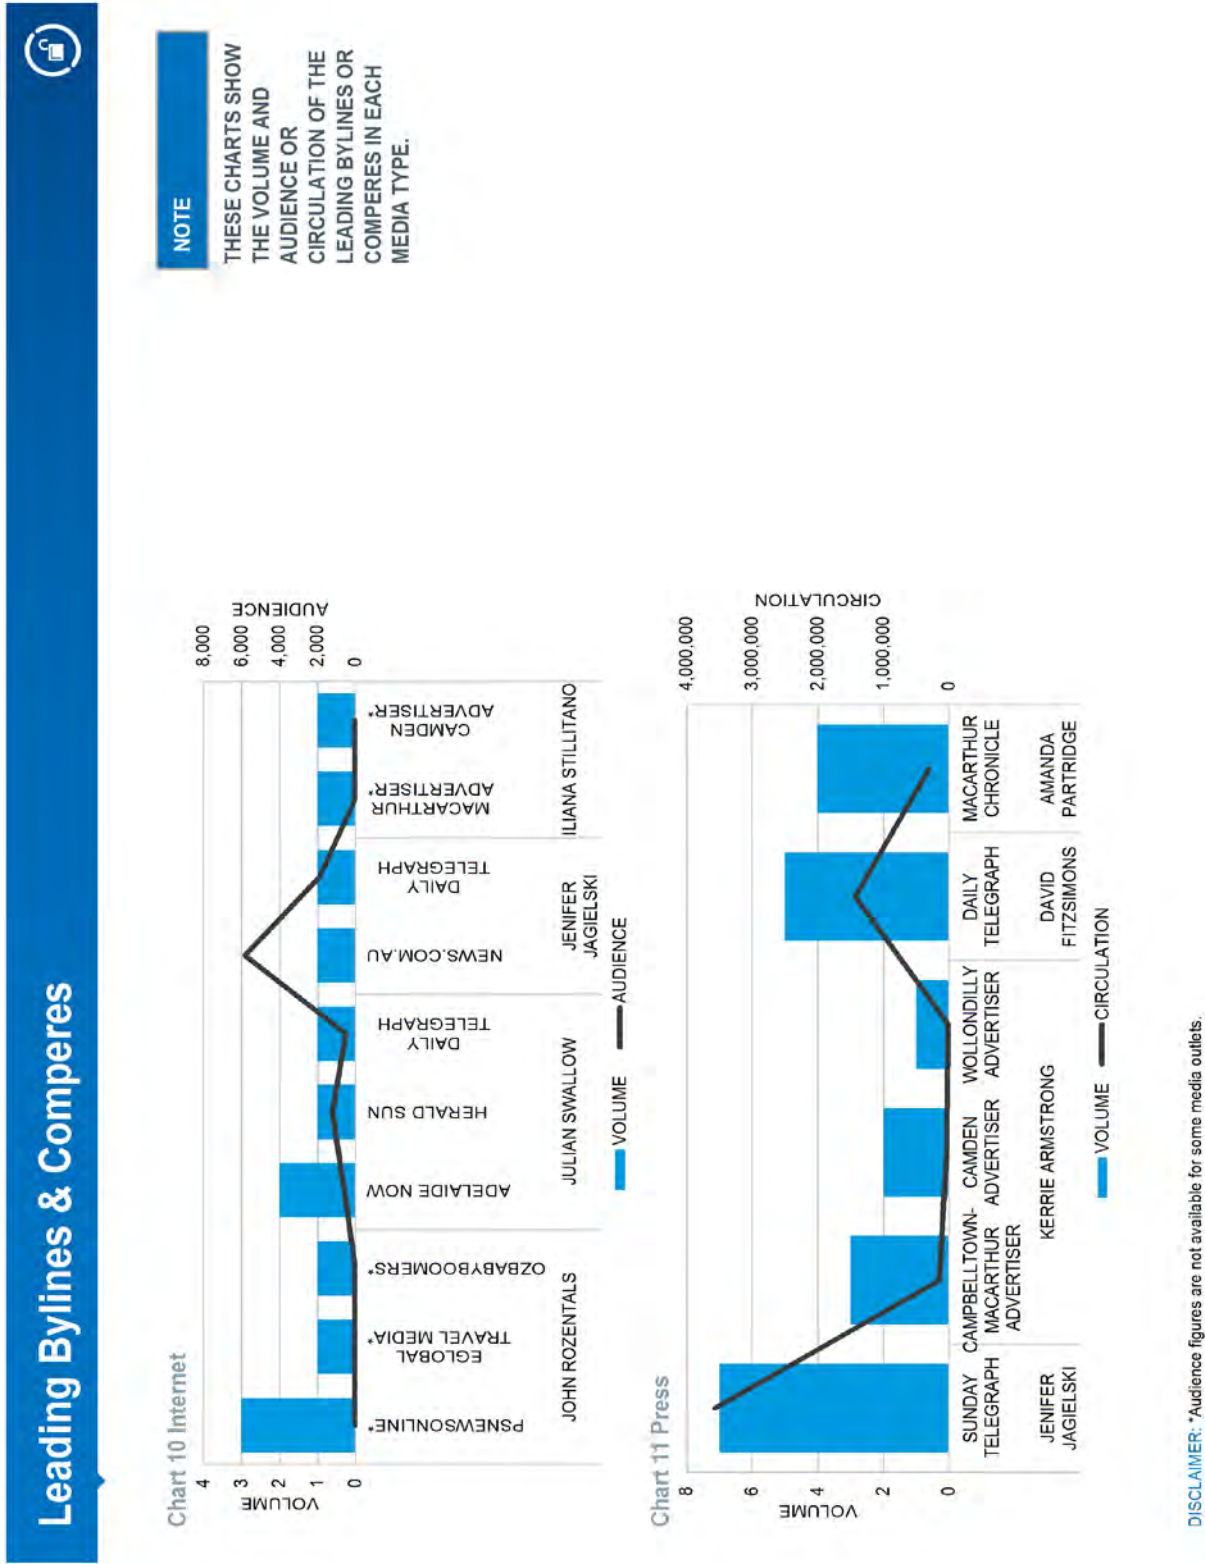 Leading Bylines & Comperes
NOTE
THESE CHARTS SHOW
THE VOLUME AND
AUDIENCE OR
CIRCULATION OF THE
LEADING BYLINES OR
COMPERES IN EACH
MEDIA TYPE.
Chart 10 Internet
VOLUME
4
3
2
1
0
AUDIENCE
8,000
6,000
4,000
2,000
0
PSNEWSONLINE*
EGLOBAL
TRAVEL MEDIA*
OZBABYBOOMERS*
ADELAIDE NOW
HERALD SUN
DAILY
TELEGRAPH
NEWS.COM.AU
DAILY
TELEGRAPH
MACARTHUR
ADVERTISER*
CAMDEN
ADVERTISER*
JOHN ROZENTALS
JULIAN SWALLOW
JENIFER
JAGIELSKI
ILIANA STILLITANO
VOLUME
AUDIENCE
Chart 11 Press
VOLUME
8
6
4
2
0
CIRCULATION
4,000,000
3,000,000
2,000,000
1,000,000
0
SUNDAY
TELEGRAPH
CAMPBELLTOWN-
MACARTHUR
ADVERTISER
CAMDEN
ADVERTISER
WOLLONDILLY
ADVERTISER
DAILY
TELEGRAPH
MACARTHUR
CHRONICLE
JENIFER
JAGIELSKI
KERRIE ARMSTRONG
DAVID
FITZSIMONS
AMANDA
PARTRIDGE
VOLUME
CIRCULATION
DISCLAIMER: *Audience figures are not available for some media outlets.